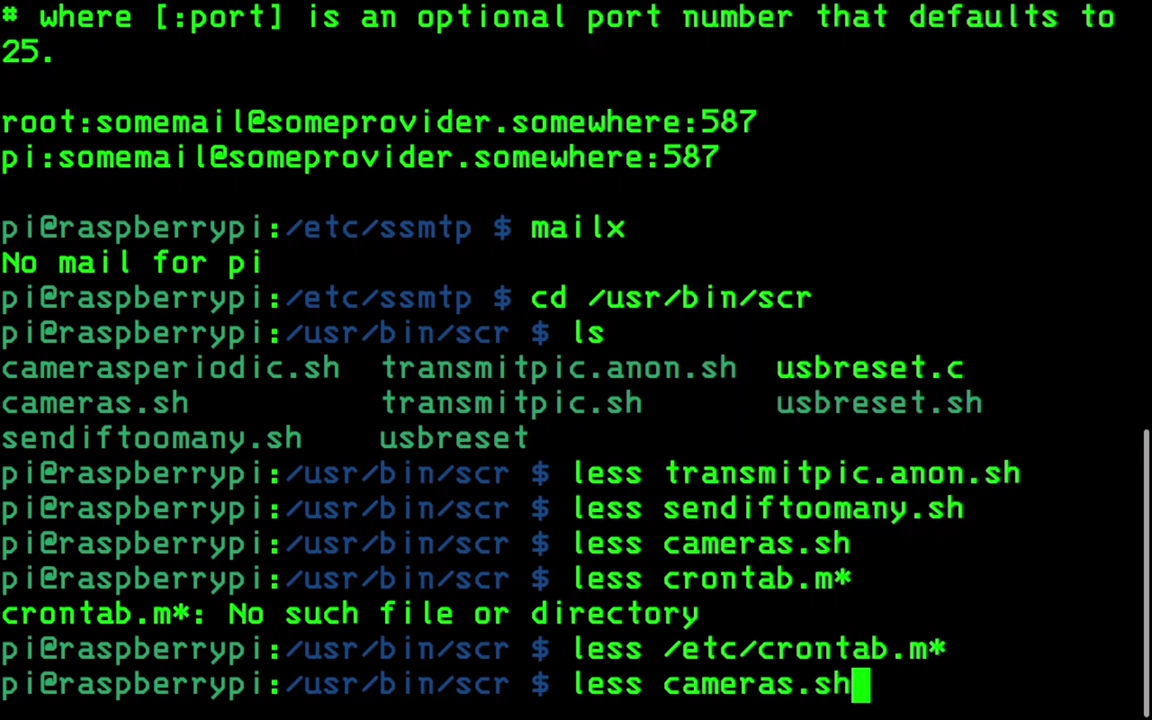 # where [:port] is an optional port number that defaults to
25.
root:somemail@someprovider.somewhere:587
pi:somemail@someprovider.somewhere:587
pi@raspberrypi:/etc/ssmtp $ mailx
No mail for pi
pi@raspberrypi:/etc/ssmtp $ cd /usr/bin/scr
pi@raspberrypi:/usr/bin/scr $ ls
camerasperiodic.sh  transmitpic.anon.sh  usbreset.c
cameras.sh          transmitpic.sh       usbreset.sh
sendiftoomany.sh    usbreset
pi@raspberrypi:/usr/bin/scr $ less transmitpic.anon.sh
pi@raspberrypi:/usr/bin/scr $ less sendiftoomany.sh
pi@raspberrypi:/usr/bin/scr $ less cameras.sh
pi@raspberrypi:/usr/bin/scr $ less crontab.m*
crontab.m*: No such file or directory
pi@raspberrypi:/usr/bin/scr $ less /etc/crontab.m*
pi@raspberrypi:/usr/bin/scr $ less cameras.sh